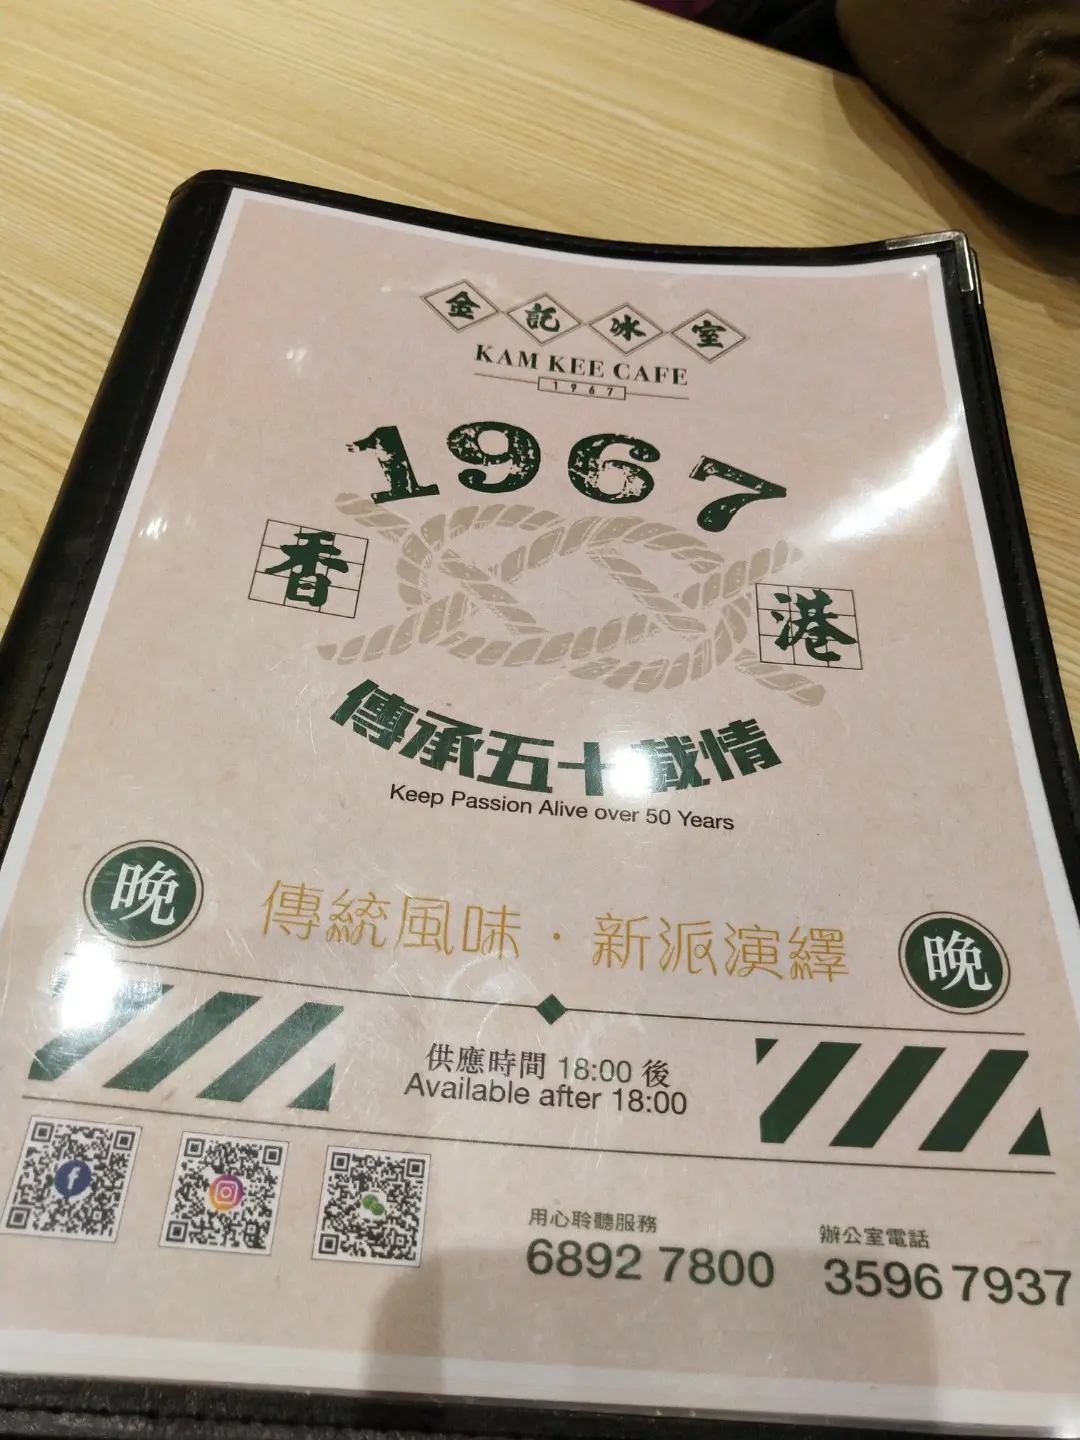 金記冰室
KAM KEE CAFE
1967
1967
香港
傳承五十載情
Keep Passion Alive over 50 Years
晚 傳統風味·新派演繹 晚
供應時間 18:00 後
Available after 18:00
用心聆聽服務 辦公室電話
6892 7800 3596 7937